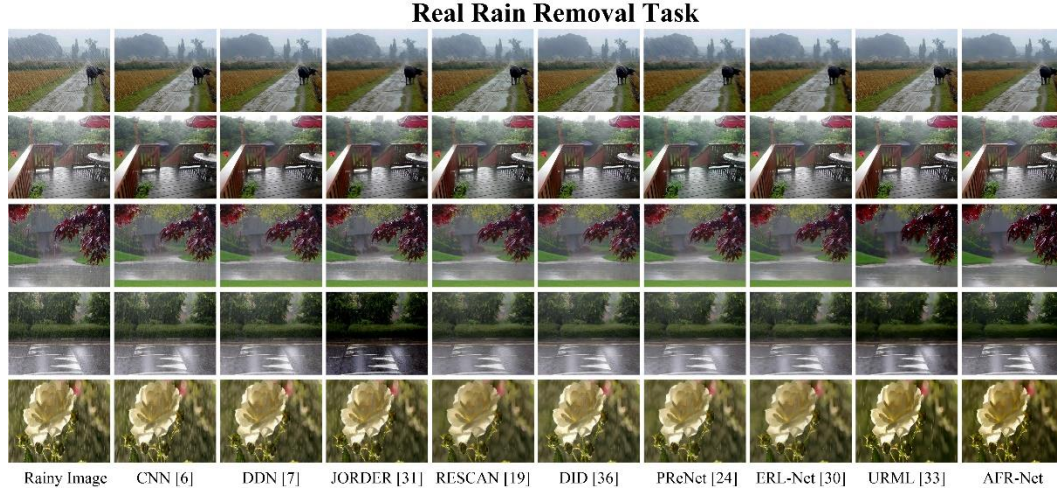 Real Rain Removal Task
Rainy Image CNN [6] DDN [7] JORDER [31] RESCAN [19] DID [36] PReNet [24] ERL-Net [30] URML [33] AFR-Net